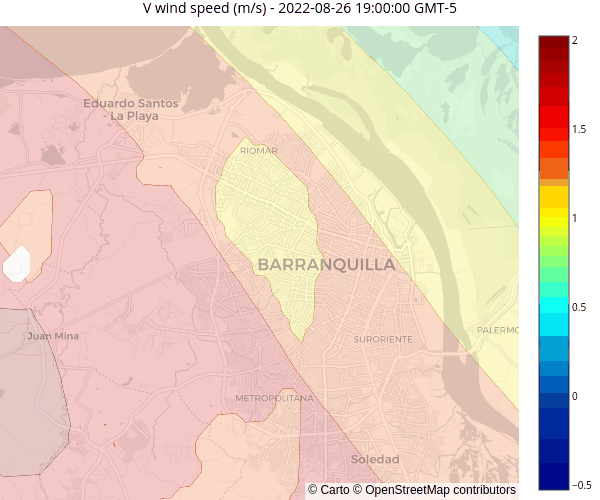 V wind speed (m/s) - 2022-08-26 19:00:00 GMT-5
2
Eduardo Santos
- La Playa
1.5
RIOMAR
1
BARRANQUILLA
0.5
PALERMO
Juan Mina
SURORIENTE
0
METROPOLITANA
Soledad
−0.5
© Carto © OpenStreetMap contributors